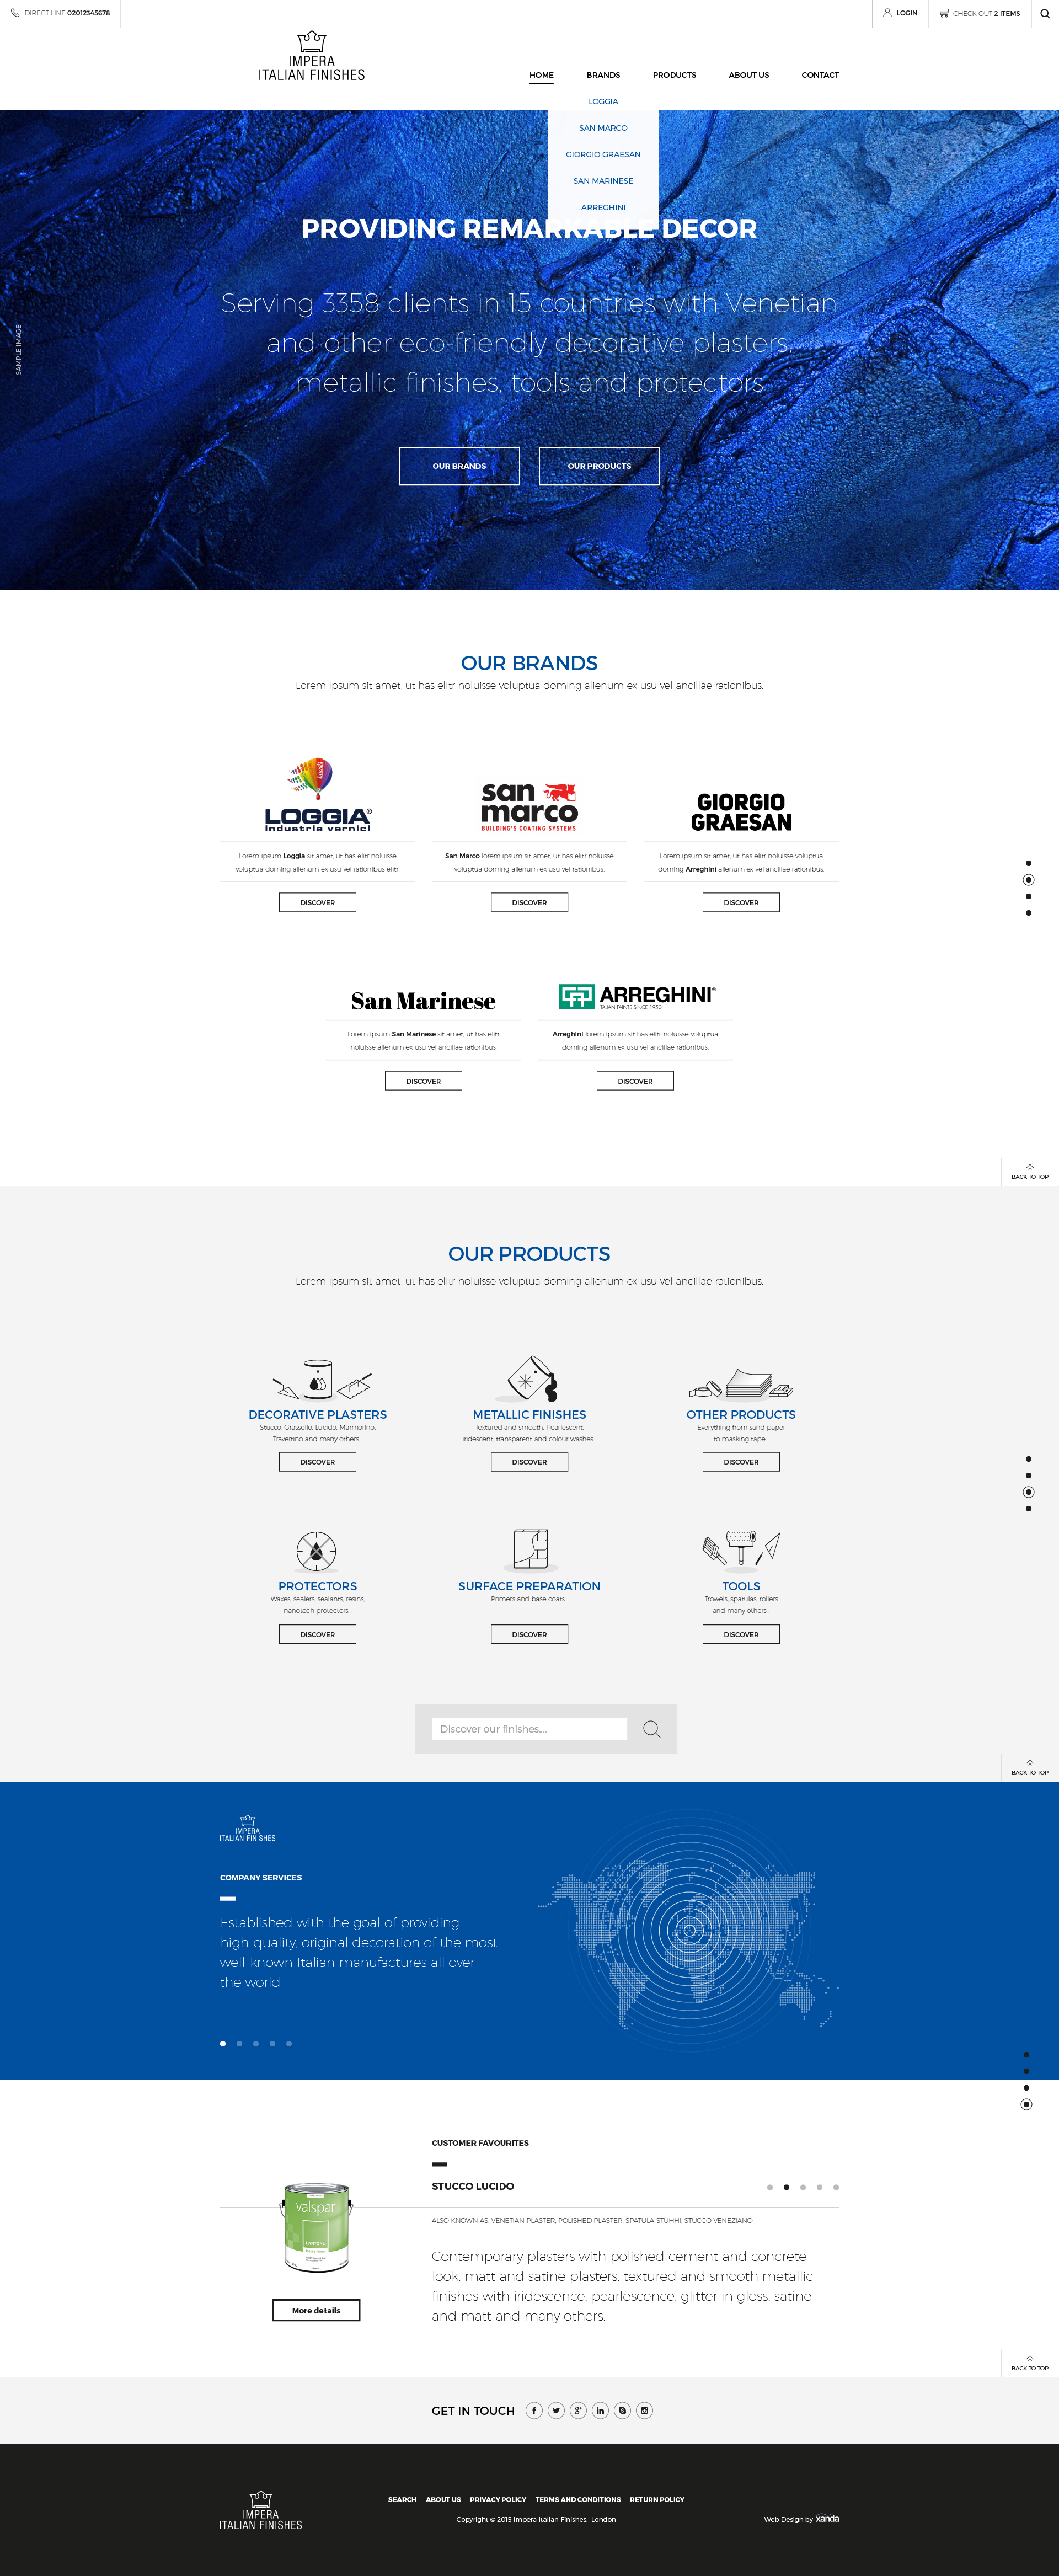 DIRECT LINE 02012345678
LOGIN
CHECK OUT 2 ITEMS
IMPERA
ITALIAN FINISHES
HOME
BRANDS
PRODUCTS
ABOUT US
CONTACT
LOGGIA
SAN MARCO
GIORGIO GRAESAN
SAN MARINESE
ARREGHINI
PROVIDING REMARKABLE DECOR
Serving 3358 clients in 15 countries with Venetian
and other eco-friendly decorative plasters,
metallic finishes, tools and protectors.
SAMPLE IMAGE
OUR BRANDS
OUR PRODUCTS
OUR BRANDS
Lorem ipsum sit amet, ut has elitr noluisse voluptua doming alienum ex usu vel ancillae rationibus.
Loggia
LOGGIA®
industria vernici
Lorem ipsum Loggia sit amet, ut has elitr noluisse
voluptua doming alienum ex usu vel rationibus elitr.
DISCOVER
san
marco
BUILDING'S COATING SYSTEMS
San Marco lorem ipsum sit amet, ut has elitr noluisse
voluptua doming alienum ex usu vel rationibus.
DISCOVER
GIORGIO
GRAESAN
Lorem ipsum sit amet, ut has elitr noluisse voluptua
doming Arreghini alienum ex usu vel ancillae rationibus.
DISCOVER
San Marinese
Lorem ipsum San Marinese sit amet, ut has elitr
noluisse alienum ex usu vel ancillae rationibus.
DISCOVER
ARREGHINI®
ITALIAN PAINTS SINCE 1950
Arreghini lorem ipsum sit has elitr noluisse voluptua
doming alienum ex usu vel ancillae rationibus.
DISCOVER
BACK TO TOP
OUR PRODUCTS
Lorem ipsum sit amet, ut has elitr noluisse voluptua doming alienum ex usu vel ancillae rationibus.
DECORATIVE PLASTERS
Stucco, Grassello, Lucido, Marmorino,
Travertino and many others...
DISCOVER
METALLIC FINISHES
Textured and smooth, Pearlescent,
iridescent, transparent and colour washes...
DISCOVER
OTHER PRODUCTS
Everything from sand paper
to masking tape...
DISCOVER
PROTECTORS
Waxes, sealers, sealants, resins,
nanotech protectors...
DISCOVER
SURFACE PREPARATION
Primers and base coats...
DISCOVER
TOOLS
Trowels, spatulas, rollers
and many others...
DISCOVER
Discover our finishes....
BACK TO TOP
IMPERA
ITALIAN FINISHES
COMPANY SERVICES
Established with the goal of providing
high-quality, original decoration of the most
well-known Italian manufactures all over
the world
CUSTOMER FAVOURITES
STUCCO LUCIDO
ALSO KNOWN AS: VENETIAN PLASTER, POLISHED PLASTER, SPATULA STUHHI, STUCCO VENEZIANO
valspar
PANTONE
More details
Contemporary plasters with polished cement and concrete
look, matt and satine plasters, textured and smooth metallic
finishes with iridescence, pearlescence, glitter in gloss, satine
and matt and many others.
BACK TO TOP
GET IN TOUCH
IMPERA
ITALIAN FINISHES
SEARCH
ABOUT US
PRIVACY POLICY
TERMS AND CONDITIONS
RETURN POLICY
Copyright © 2015 Impera Italian Finishes, London
Web Design by xanda